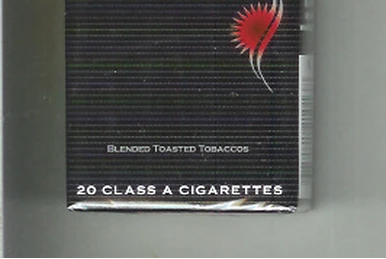 BLENDED TOASTED TOBACCOS
20 CLASS A CIGARETTES